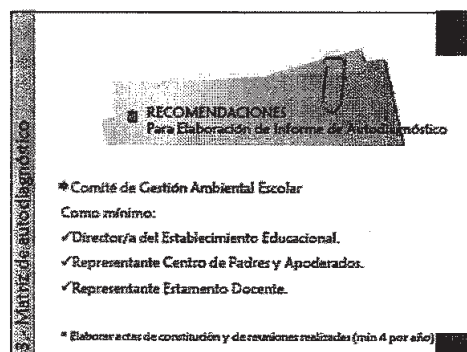 RECOMENDACIONES
Para Elaboración de Informe de Autodiagnóstico
Comité de Gestión Ambiental Escolar
Como mínimo:
✓Director/a del Establecimiento Educacional.
✓Representante Centro de Padres y Apoderados.
✓Representante Estamento Docente.
* Elaborar actas de constitución y de reuniones realizadas (min 4 por año)
3.- Matriz de autodiagnóstico